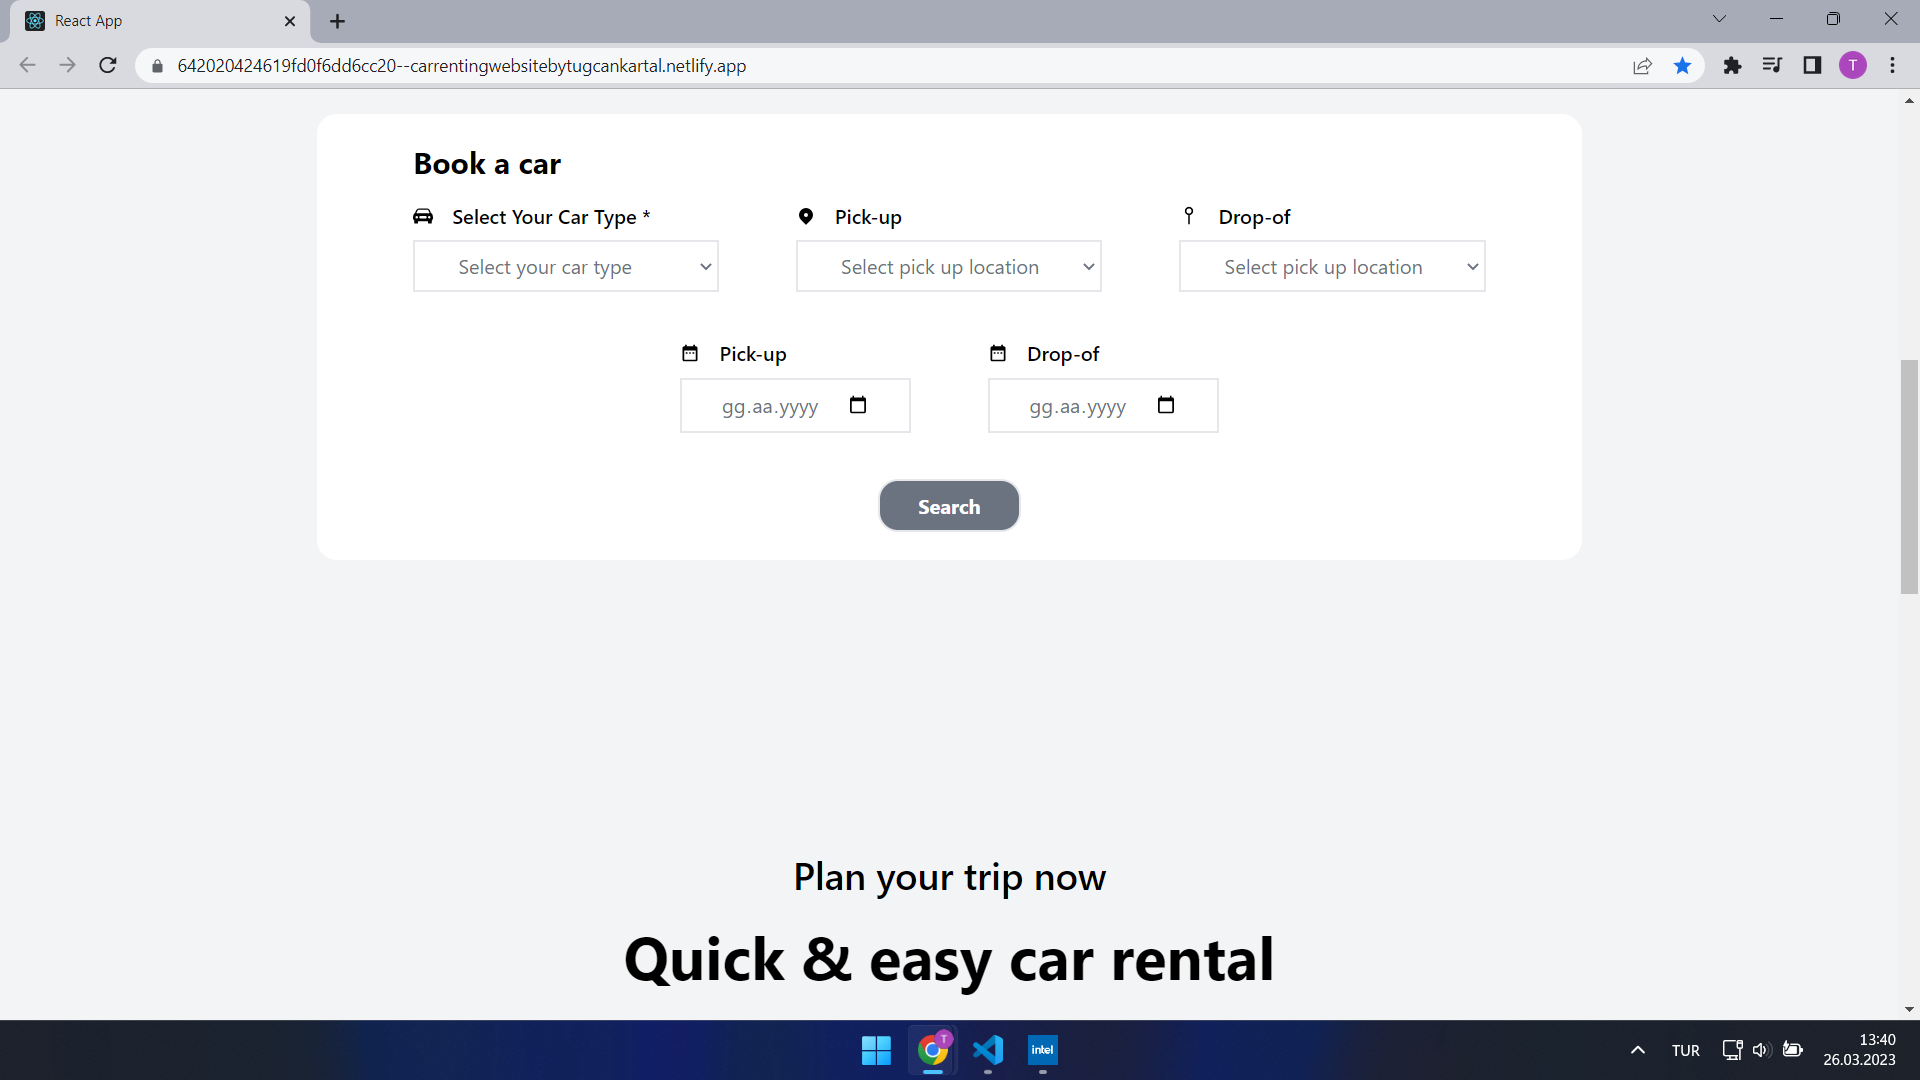 React App
642020424619fd0f6dd6cc20--carrentingwebsitebytugcankartal.netlify.app
T
Book a car
Select Your Car Type *
Pick-up
Drop-of
Select your car type
Select pick up location
Select pick up location
Pick-up
Drop-of
gg.aa.yyyy
gg.aa.yyyy
Search
Plan your trip now
Quick & easy car rental
T
intel
TUR
13:40
26.03.2023